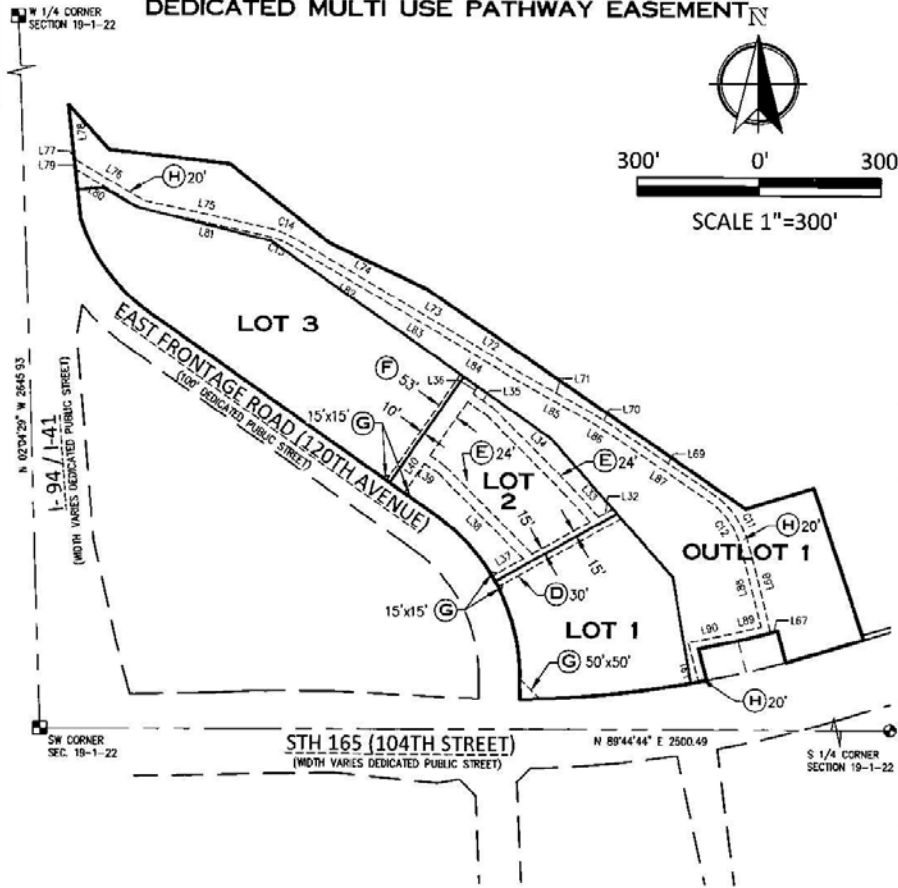 DEDICATED MULTI USE PATHWAY EASEMENT
W 1/4 CORNER
SECTION 19-1-22
N
300' 0' 300
SCALE 1"=300'
L78
L77
L79
L76
H 20'
L80
L75
C14
L81
L74
L82
L73
L83
L72
LOT 3
L84
EAST FRONTAGE ROAD (120TH AVENUE)
(100' DEDICATED PUBLIC STREET)
F 53'
L36
L35
L71
L85
L70
L86
15'x15' G
10'
L40
L39
E 24'
L34
E 24'
L69
L87
N 02°04'29" W 2645.93
I-94/I-41
(WIDTH VARIES DEDICATED PUBLIC STREET)
LOT
2
L33
L32
L38
15'
C11
C12
H 20'
L37
15'
OUTLOT 1
15'x15' G
D 30'
L88
L68
LOT 1
L90
L89
L67
G 50'x50'
L91
H 20'
SW CORNER
SEC. 19-1-22
STH 165 (104TH STREET)
(WIDTH VARIES DEDICATED PUBLIC STREET)
N 89°44'44" E 2500.49
S 1/4 CORNER
SECTION 19-1-22